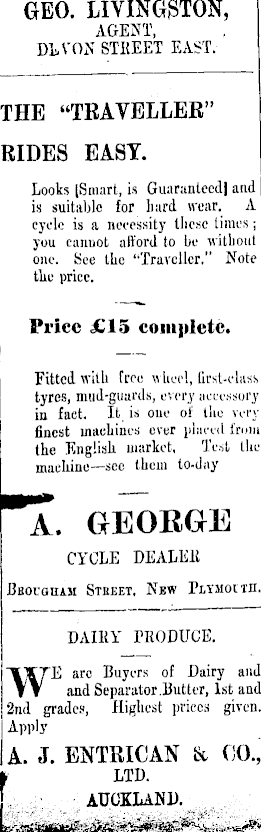 GEO. LIVINGSTON,
AGENT,
DEVON STREET EAST.
THE "TRAVELLER"
RIDES EASY.
Looks [Smart, is Guaranteed] and
is suitable for hard wear. A
cycle is a necessity these times;
you cannot afford to be without
one. See the "Traveller." Note
the price.
Price £15 complete.
Fitted with free wheel, first-class
tyres, mud-guards, every accessory
in fact. It is one of the very
finest machines ever placed from
the English market. Test the
machine—see them to-day
A. GEORGE
CYCLE DEALER
BROUGHAM STREET, NEW PLYMOUTH.
DAIRY PRODUCE.
WE are Buyers of Dairy and
and Separator Butter, 1st and
2nd grades, Highest prices given.
Apply
A. J. ENTRICAN & CO.,
LTD.
AUCKLAND.